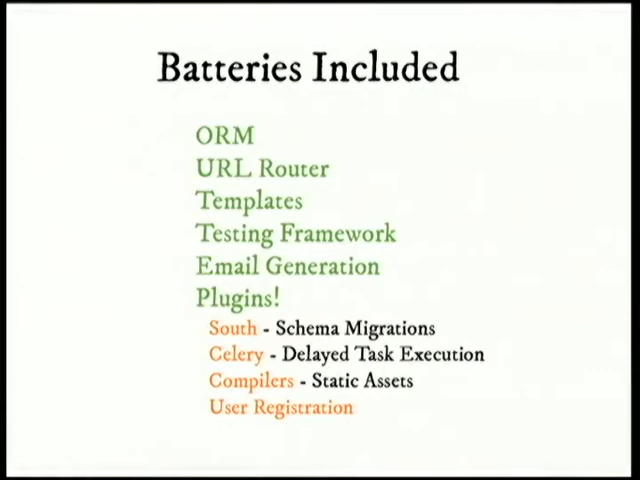 Batteries Included
ORM
URL Router
Templates
Testing Framework
Email Generation
Plugins!
South - Schema Migrations
Celery - Delayed Task Execution
Compilers - Static Assets
User Registration